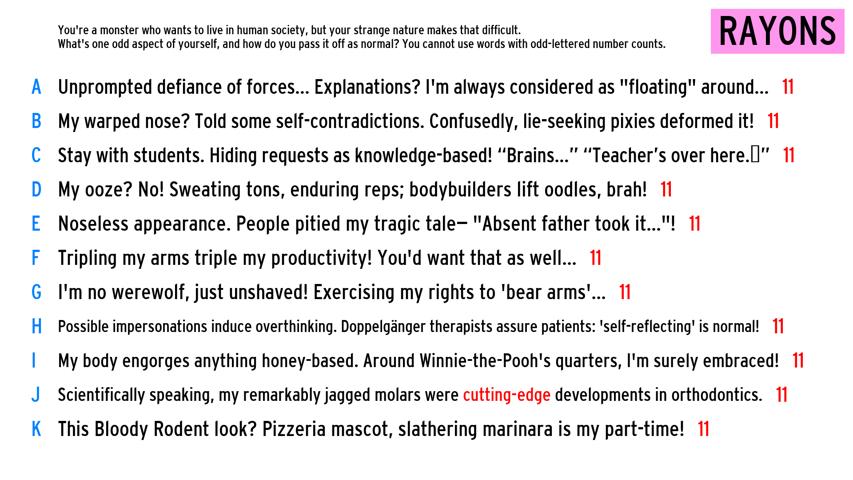 You're a monster who wants to live in human society, but your strange nature makes that difficult.
What's one odd aspect of yourself, and how do you pass it off as normal? You cannot use words with odd-lettered number counts.
RAYONS
A Unprompted defiance of forces... Explanations? I'm always considered as "floating" around... 11
B My warped nose? Told some self-contradictions. Confusedly, lie-seeking pixies deformed it! 11
C Stay with students. Hiding requests as knowledge-based! “Brains...” “Teacher’s over here.▯” 11
D My ooze? No! Sweating tons, enduring reps; bodybuilders lift oodles, brah! 11
E Noseless appearance. People pitied my tragic tale— "Absent father took it..."! 11
F Tripling my arms triple my productivity! You'd want that as well... 11
G I'm no werewolf, just unshaved! Exercising my rights to 'bear arms'... 11
H Possible impersonations induce overthinking. Doppelgänger therapists assure patients: 'self-reflecting' is normal! 11
I My body engorges anything honey-based. Around Winnie-the-Pooh's quarters, I'm surely embraced! 11
J Scientifically speaking, my remarkably jagged molars were cutting-edge developments in orthodontics. 11
K This Bloody Rodent look? Pizzeria mascot, slathering marinara is my part-time! 11